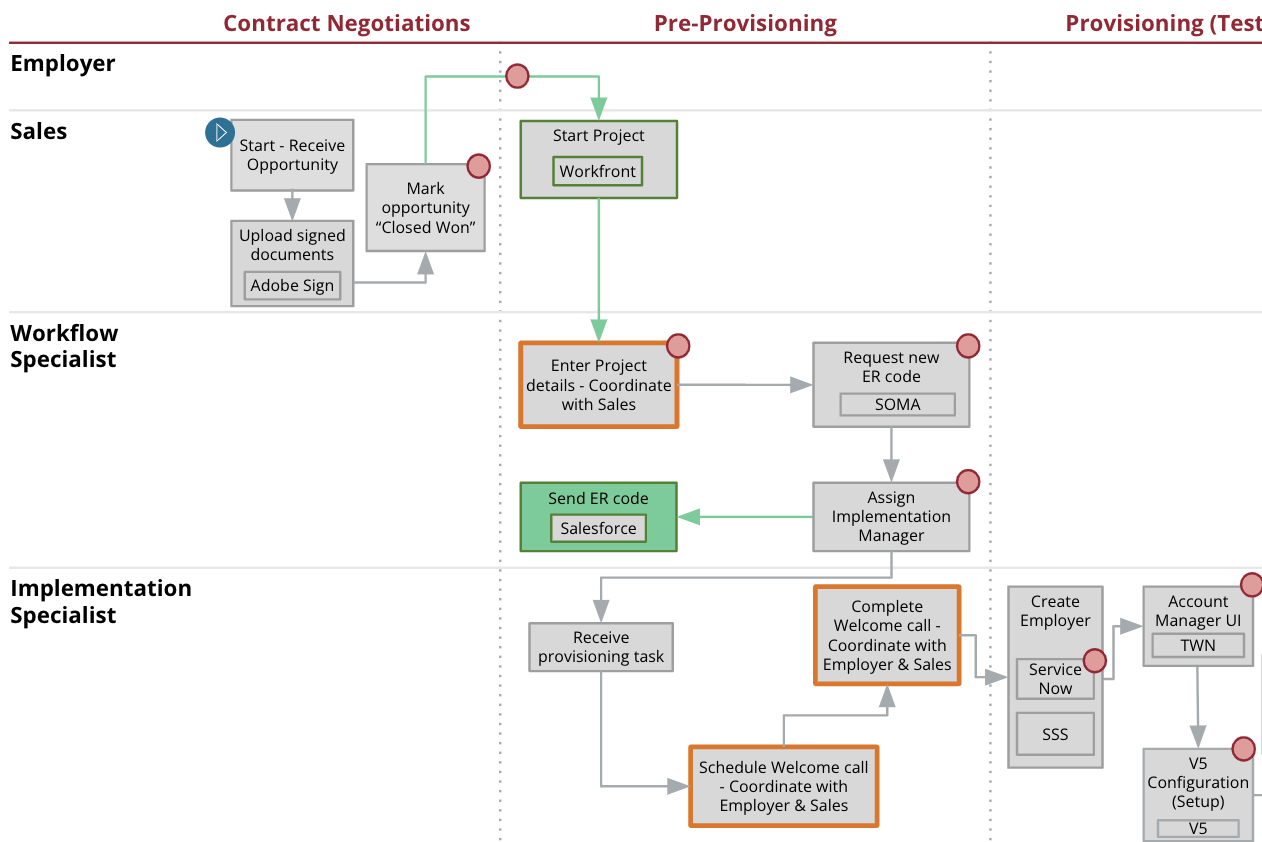 Contract Negotiations
Pre-Provisioning
Provisioning (Test
Employer
Sales
Start - Receive
Opportunity
Upload signed
documents
Adobe Sign
Mark
opportunity
“Closed Won”
Start Project
Workfront
Workflow
Specialist
Enter Project
details - Coordinate
with Sales
Request new
ER code
SOMA
Send ER code
Salesforce
Assign
Implementation
Manager
Implementation
Specialist
Receive
provisioning task
Schedule Welcome call
- Coordinate with
Employer & Sales
Complete
Welcome call -
Coordinate with
Employer & Sales
Create
Employer
Service
Now
SSS
Account
Manager UI
TWN
V5
Configuration
(Setup)
V5